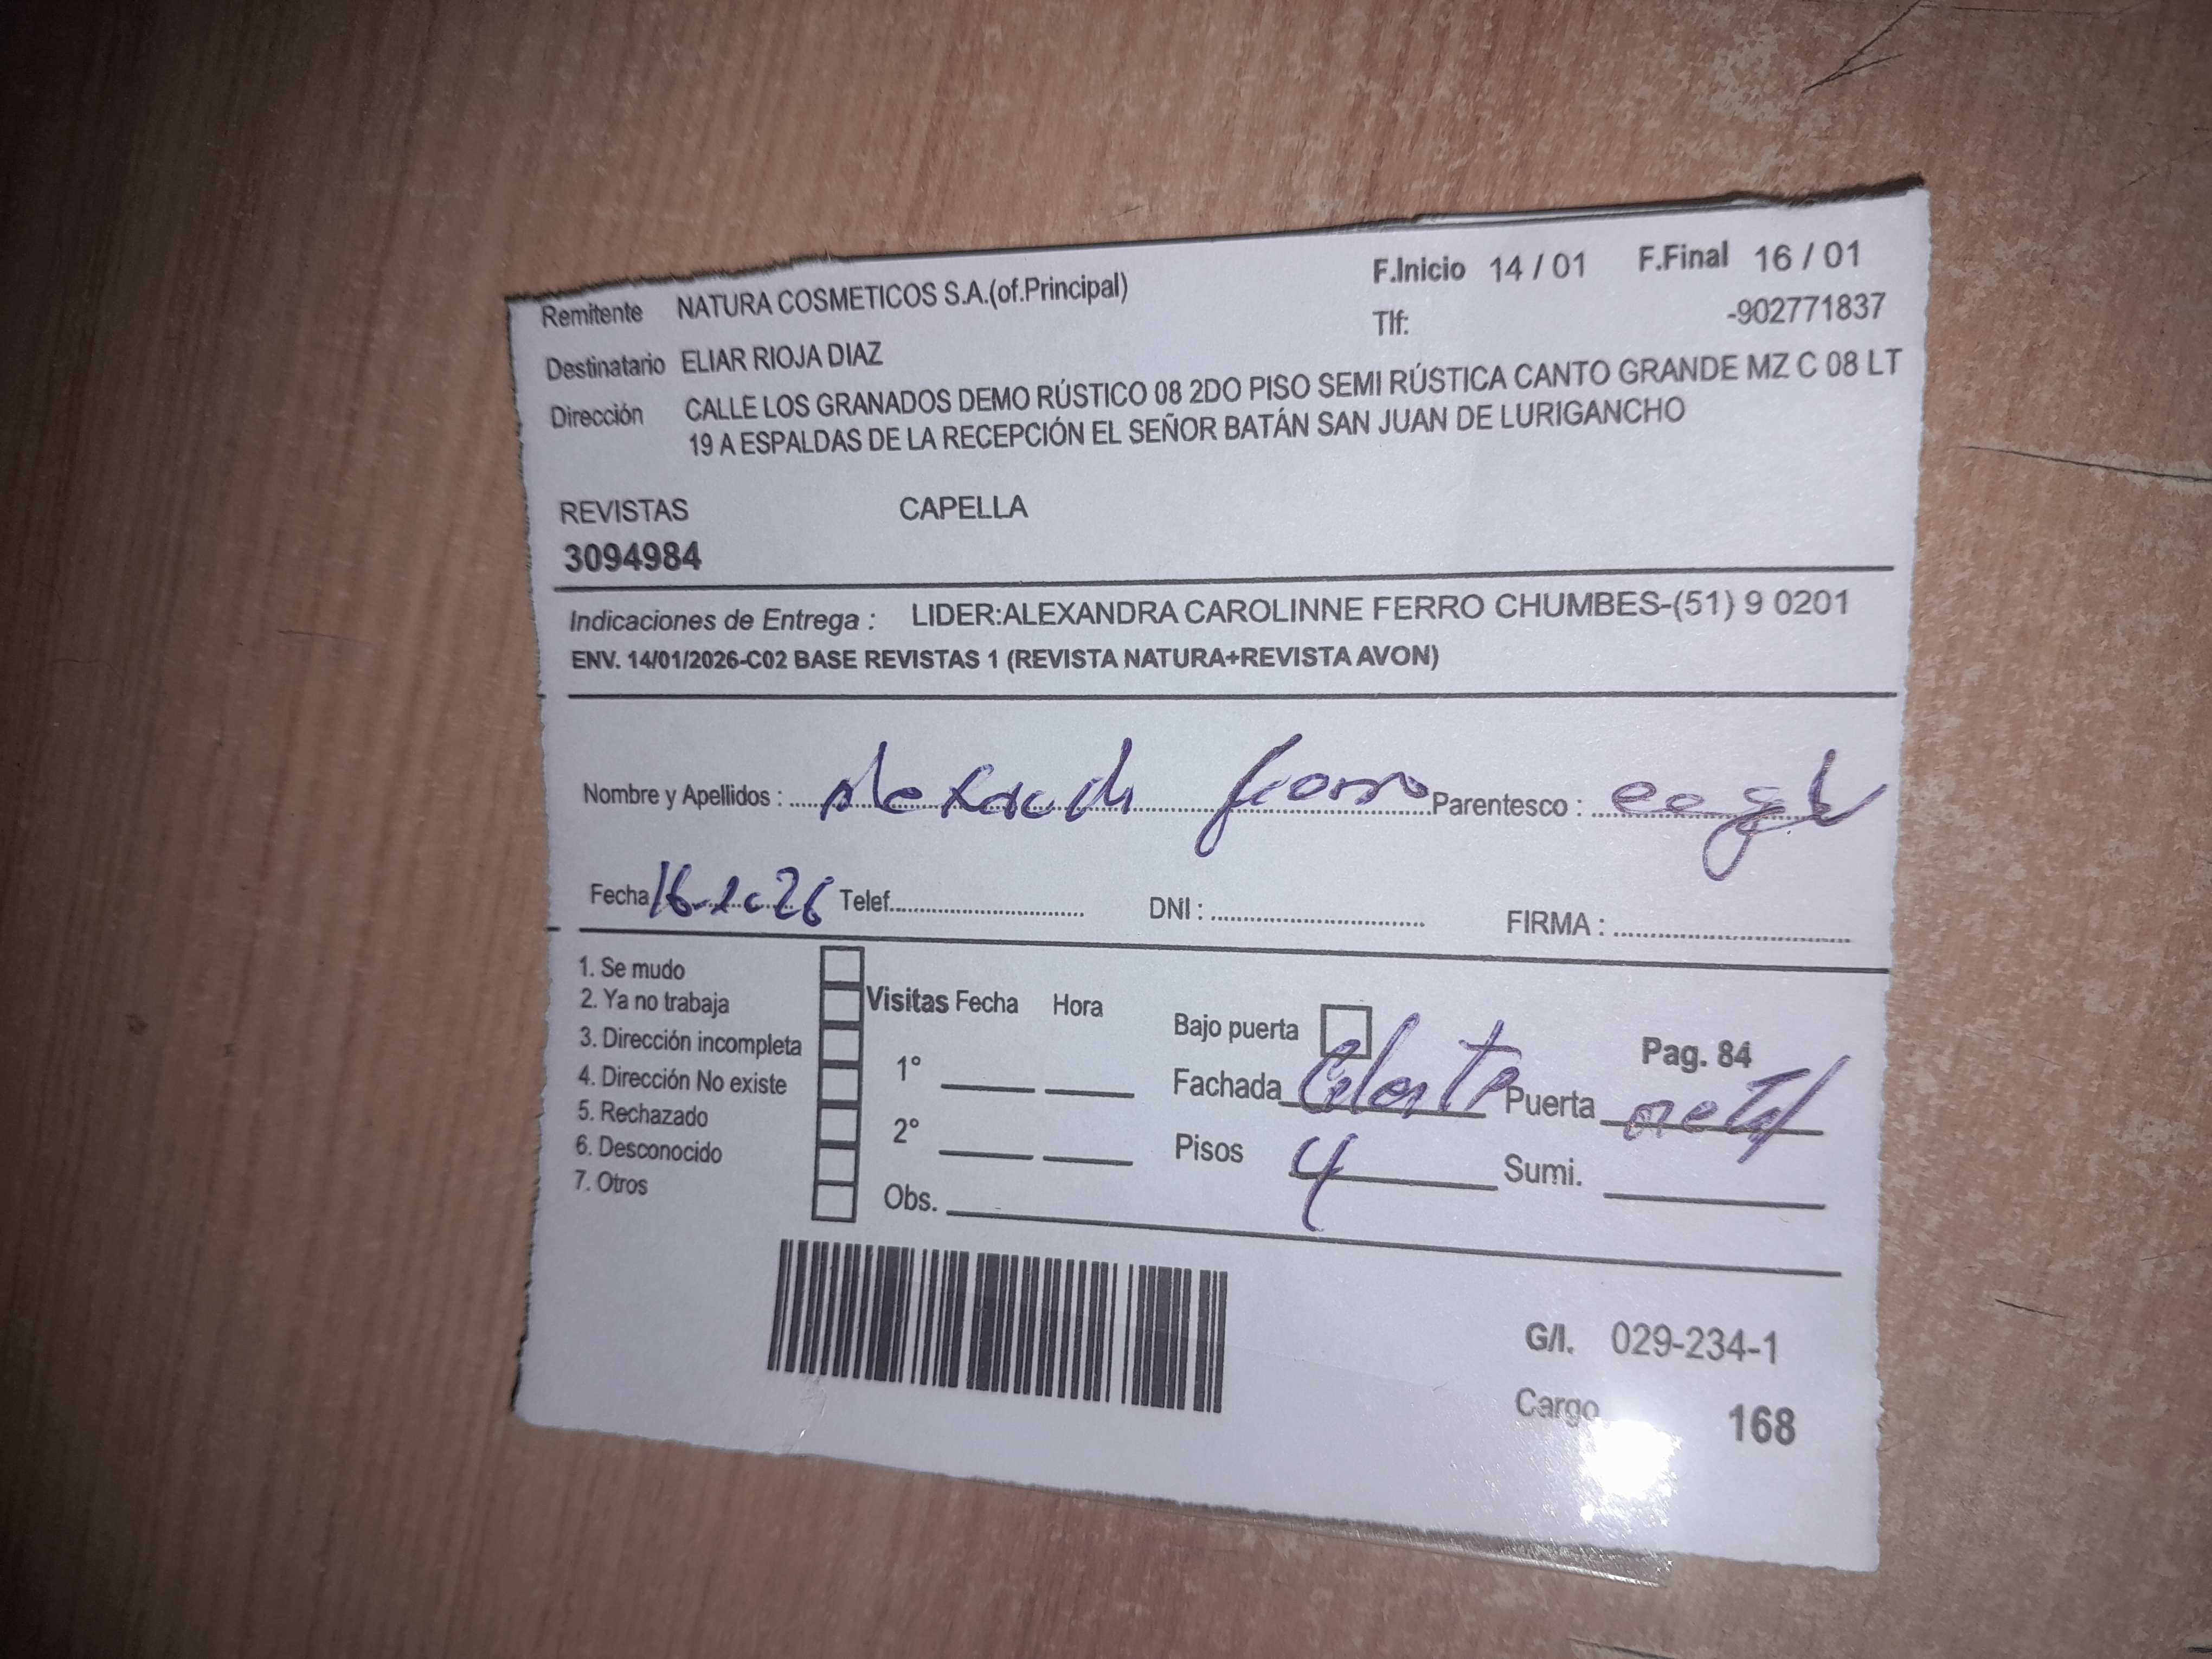 Remitente NATURA COSMETICOS S.A.(of.Principal) F.Inicio 14 / 01 F.Final 16 / 01
Tlf: -902771837
Destinatario ELIAR RIOJA DIAZ
Dirección CALLE LOS GRANADOS DEMO RÚSTICO 08 2DO PISO SEMI RÚSTICA CANTO GRANDE MZ C 08 LT
19 A ESPALDAS DE LA RECEPCIÓN EL SEÑOR BATÁN SAN JUAN DE LURIGANCHO
REVISTAS CAPELLA
3094984
Indicaciones de Entrega : LIDER:ALEXANDRA CAROLINNE FERRO CHUMBES-(51) 9 0201
ENV. 14/01/2026-C02 BASE REVISTAS 1 (REVISTA NATURA+REVISTA AVON)
Nombre y Apellidos : ferro Parentesco :
Fecha 16-1-26 Telef. DNI : FIRMA :
1. Se mudo
2. Ya no trabaja
3. Dirección incompleta
4. Dirección No existe
5. Rechazado
6. Desconocido
7. Otros
Visitas Fecha Hora
1°
2°
Obs.
Bajo puerta Pag. 84
Fachada Celeste Puerta metal
Pisos 4 Sumi.
G/I. 029-234-1
Cargo 168